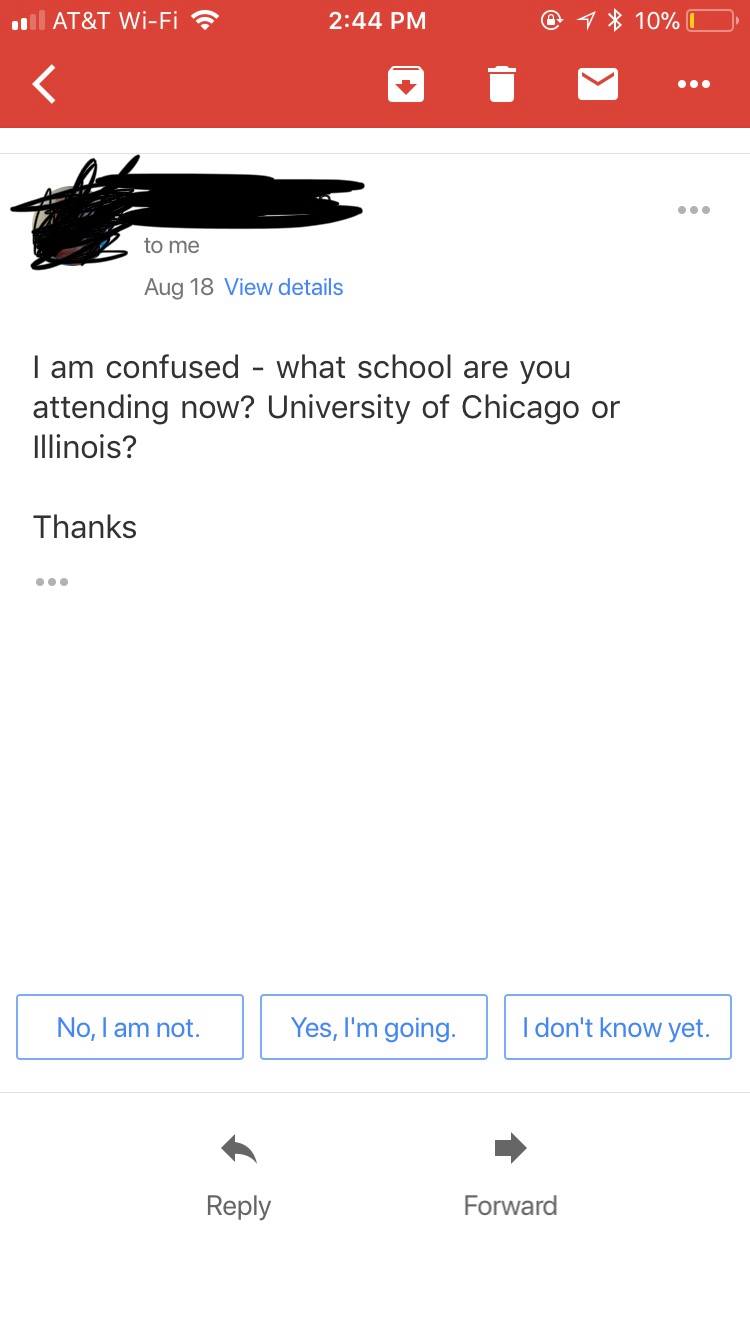 AT&T Wi-Fi 2:44 PM 10%
to me
Aug 18 View details
I am confused - what school are you
attending now? University of Chicago or
Illinois?
Thanks
No, I am not. Yes, I'm going. I don't know yet.
Reply Forward